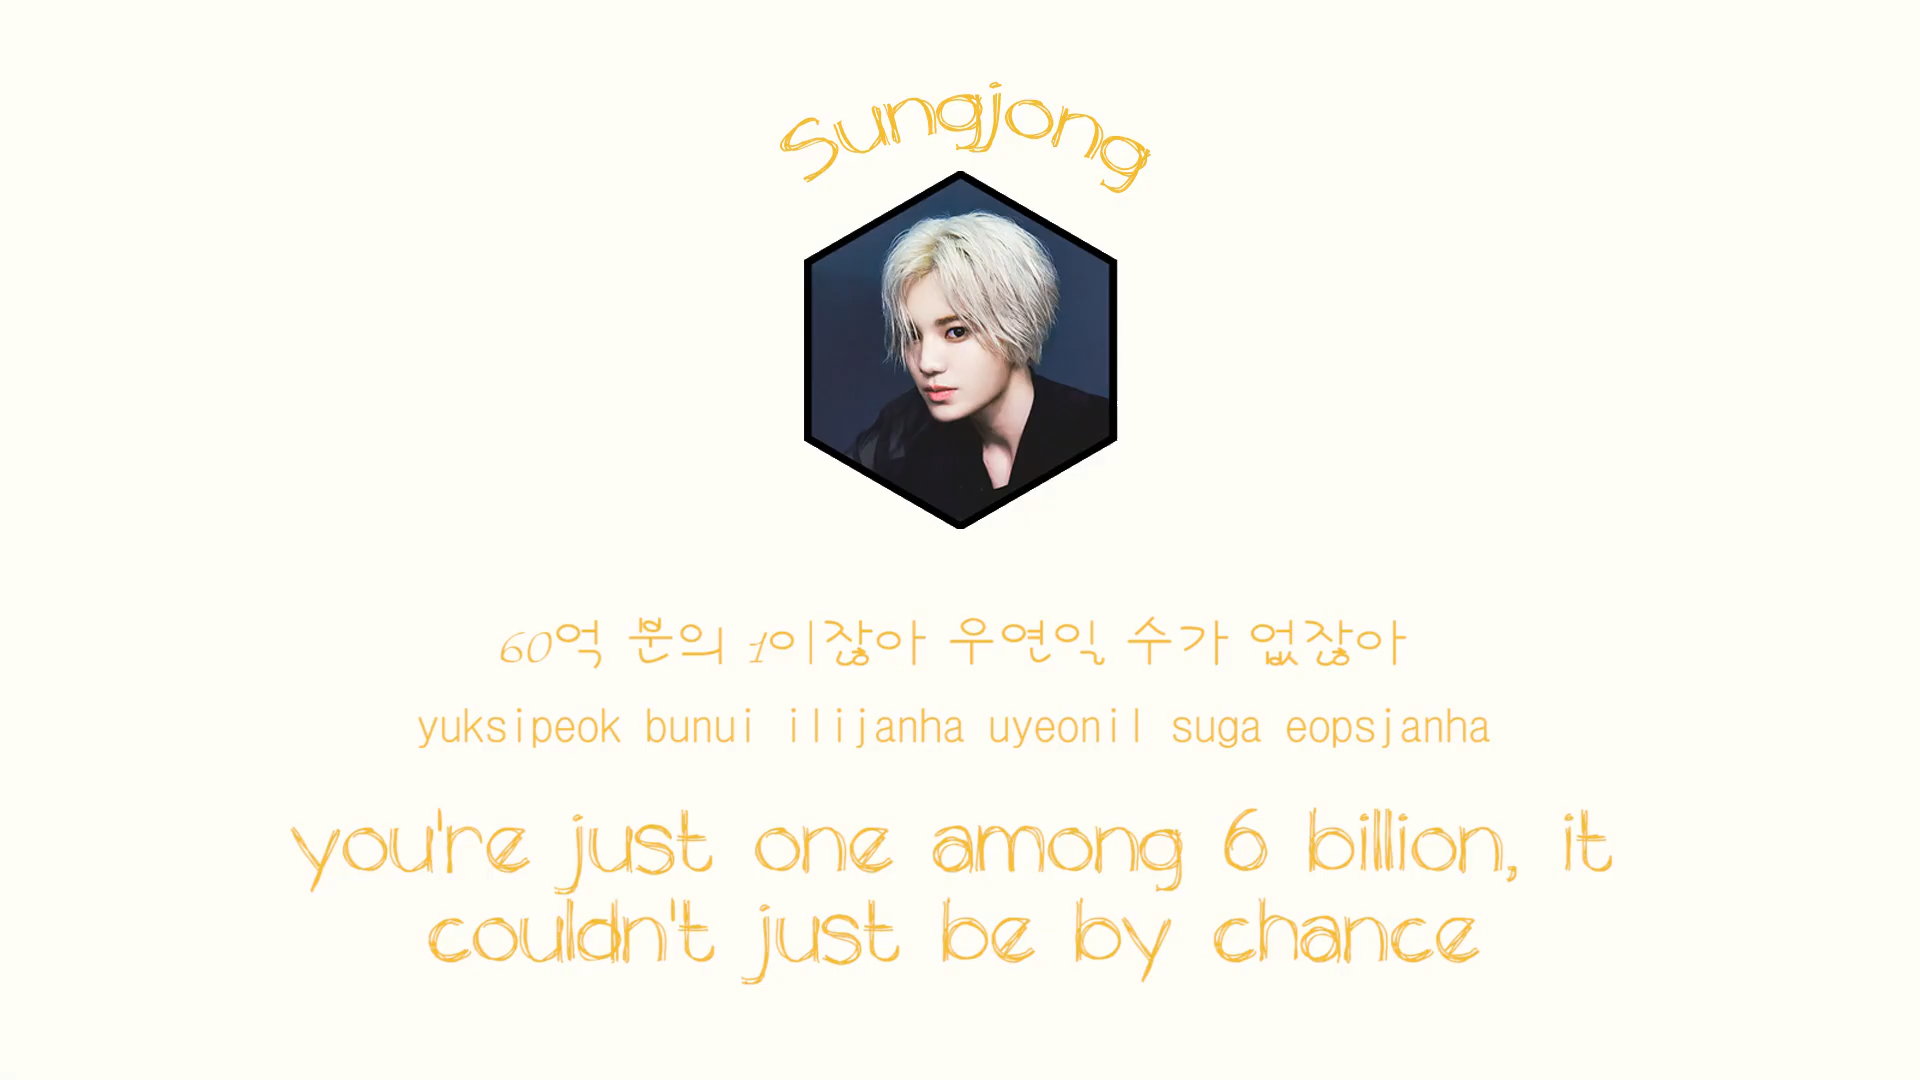 Sungjong
60억 분의 1이잖아 우연일 수가 없잖아
yuksipeok bunui ilijanha uyeonil suga eopsjanha
you're just one among 6 billion, it
couldn't just be by chance